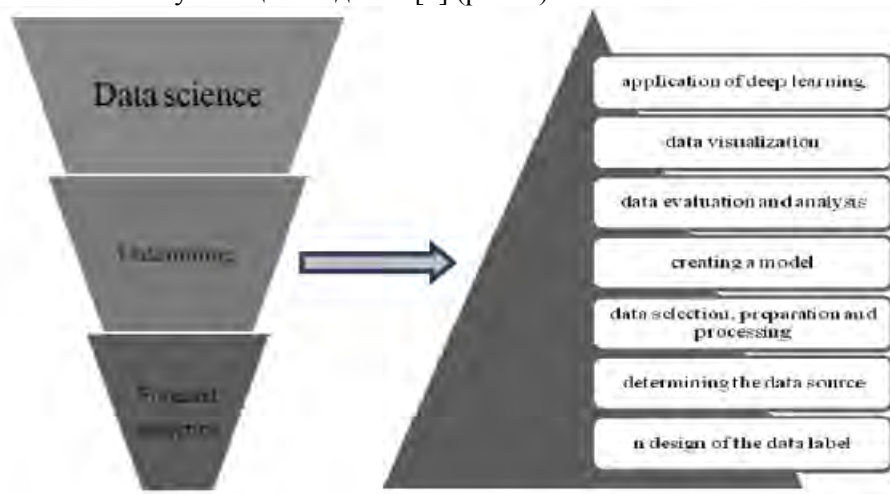 Data science
application of deep learning,
data visualization
data evaluation and analysis
creating a model
data selection, preparation and
processing
determining the data source
n design of the data label